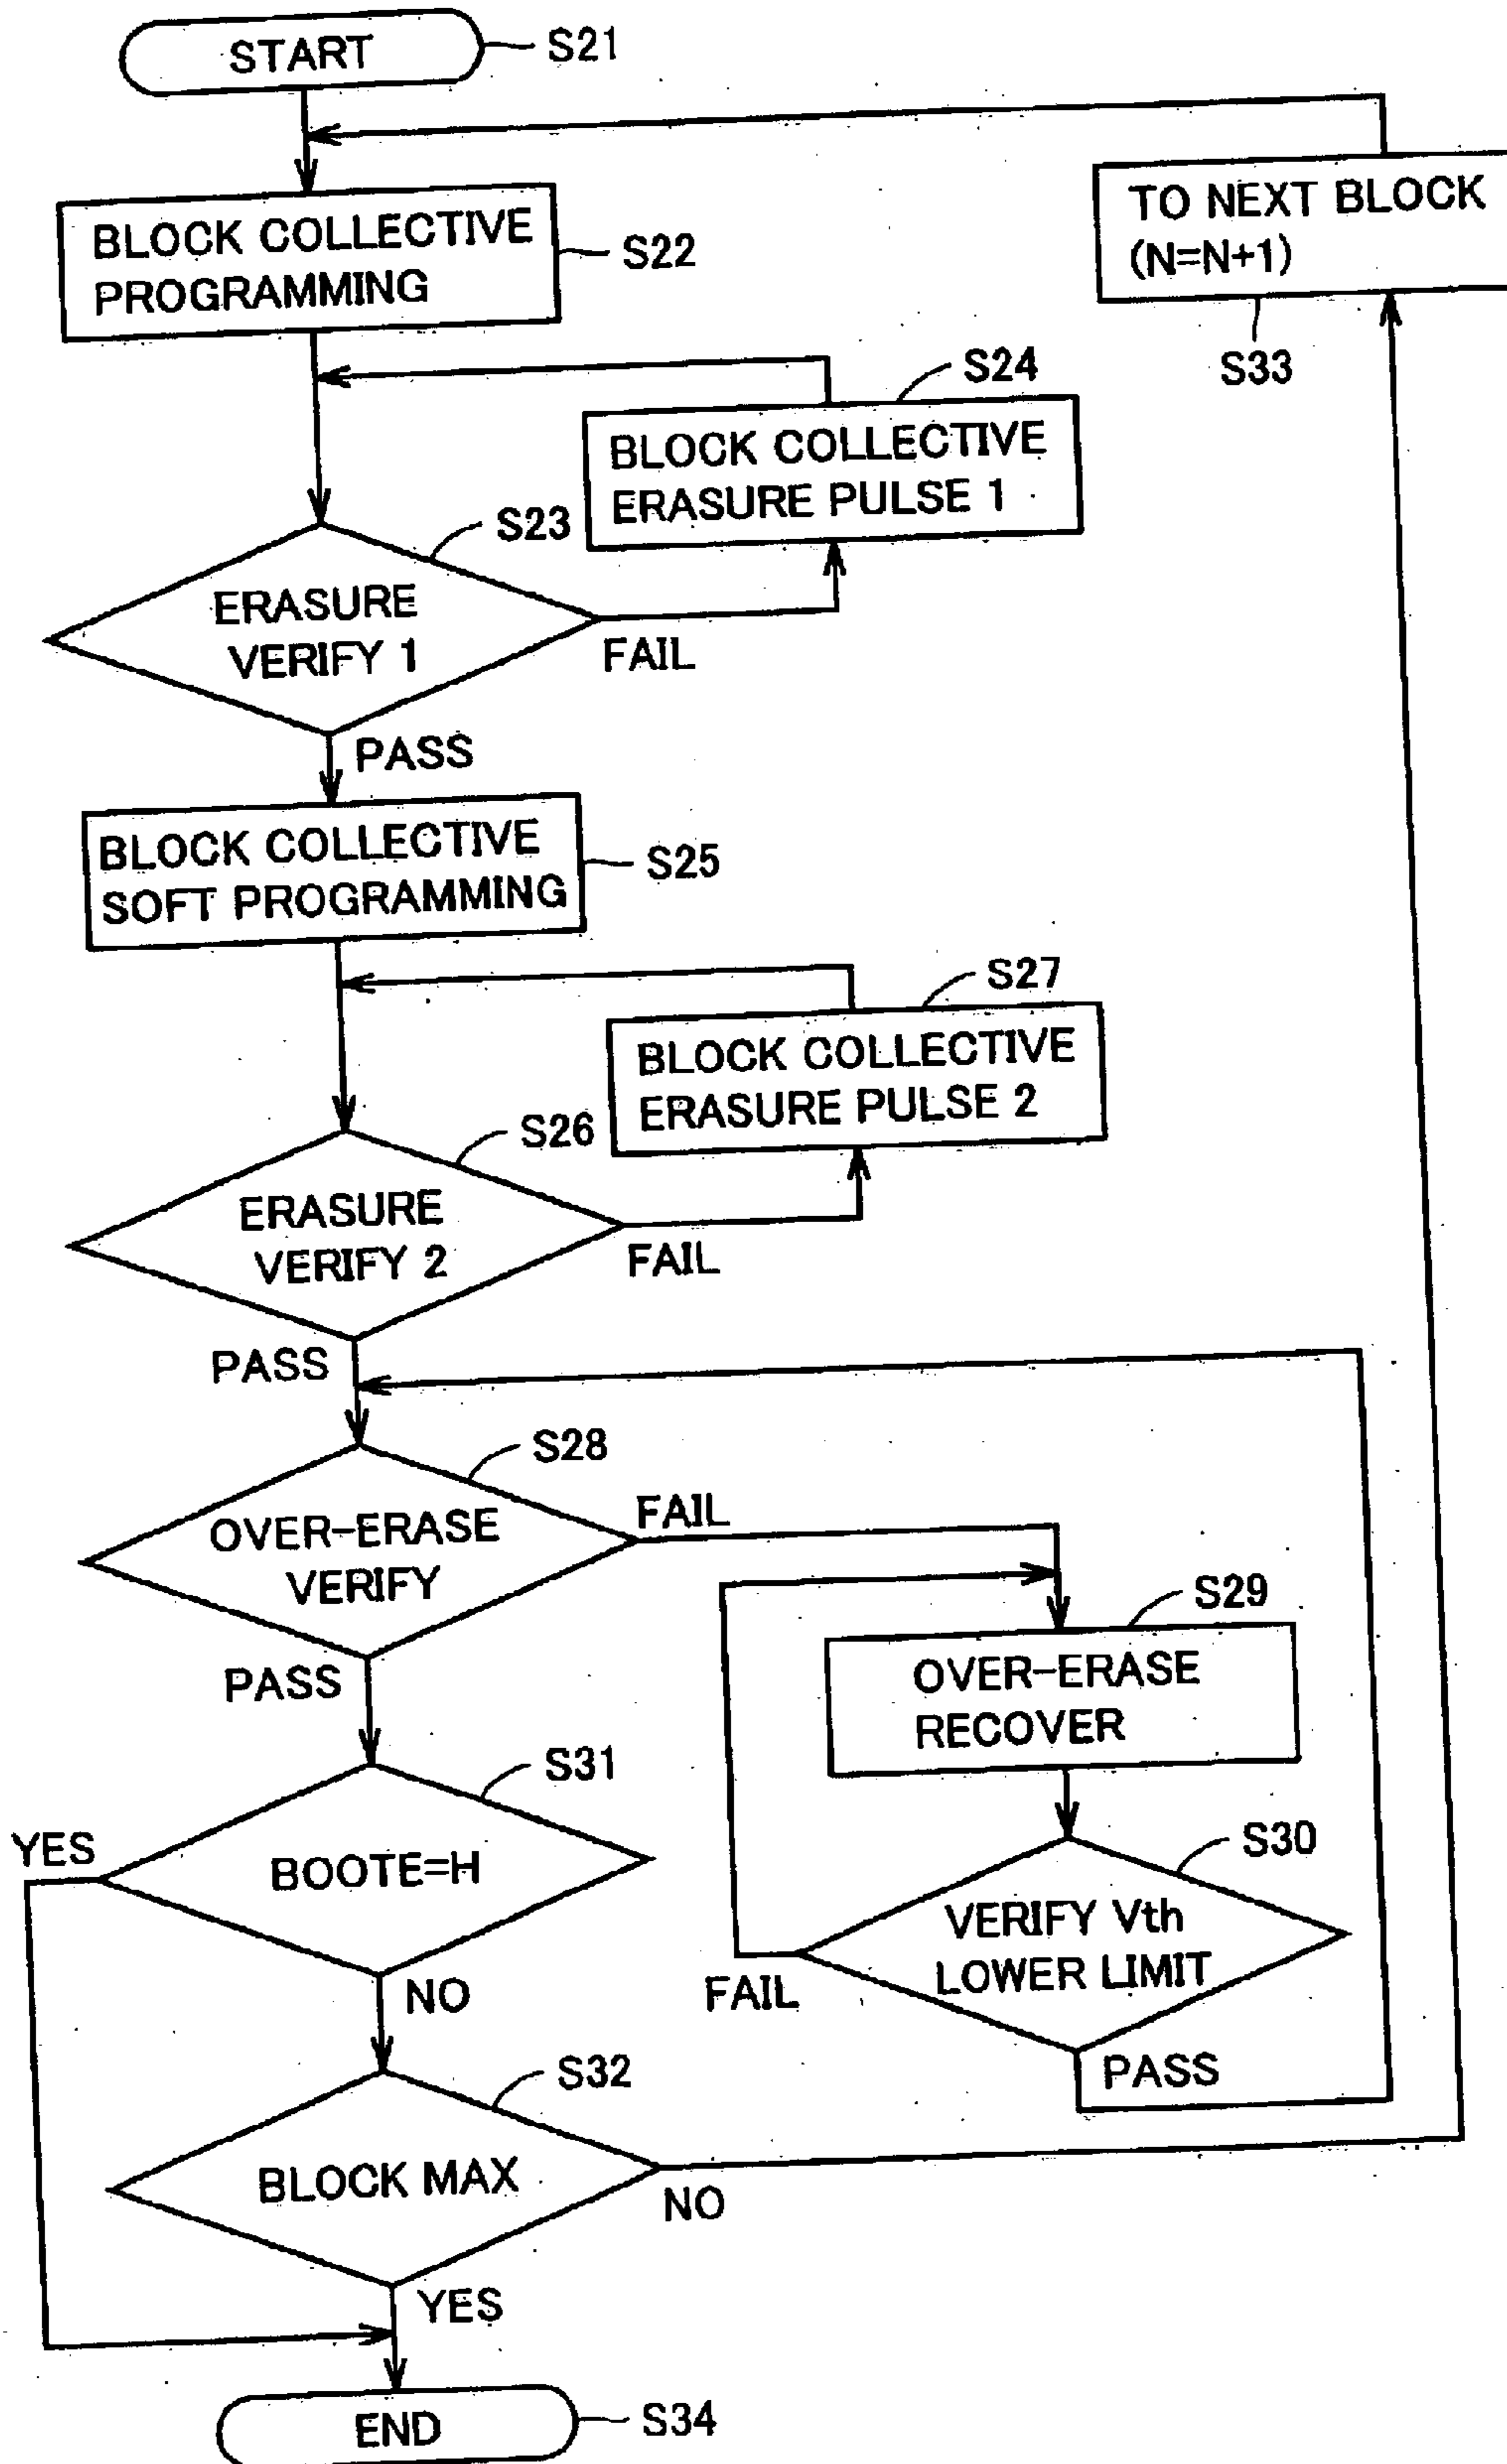 START
S21
TO NEXT BLOCK
(N=N+1)
S33
BLOCK COLLECTIVE
PROGRAMMING
S22
S24
BLOCK COLLECTIVE
ERASURE PULSE 1
S23
ERASURE
VERIFY 1
FAIL
PASS
BLOCK COLLECTIVE
SOFT PROGRAMMING
S25
S27
BLOCK COLLECTIVE
ERASURE PULSE 2
S26
ERASURE
VERIFY 2
FAIL
PASS
S28
OVER-ERASE
VERIFY
FAIL
PASS
S29
OVER-ERASE
RECOVER
S30
VERIFY Vth
LOWER LIMIT
FAIL
PASS
S31
YES
BOOTE=H
NO
S32
BLOCK MAX
NO
YES
END
S34